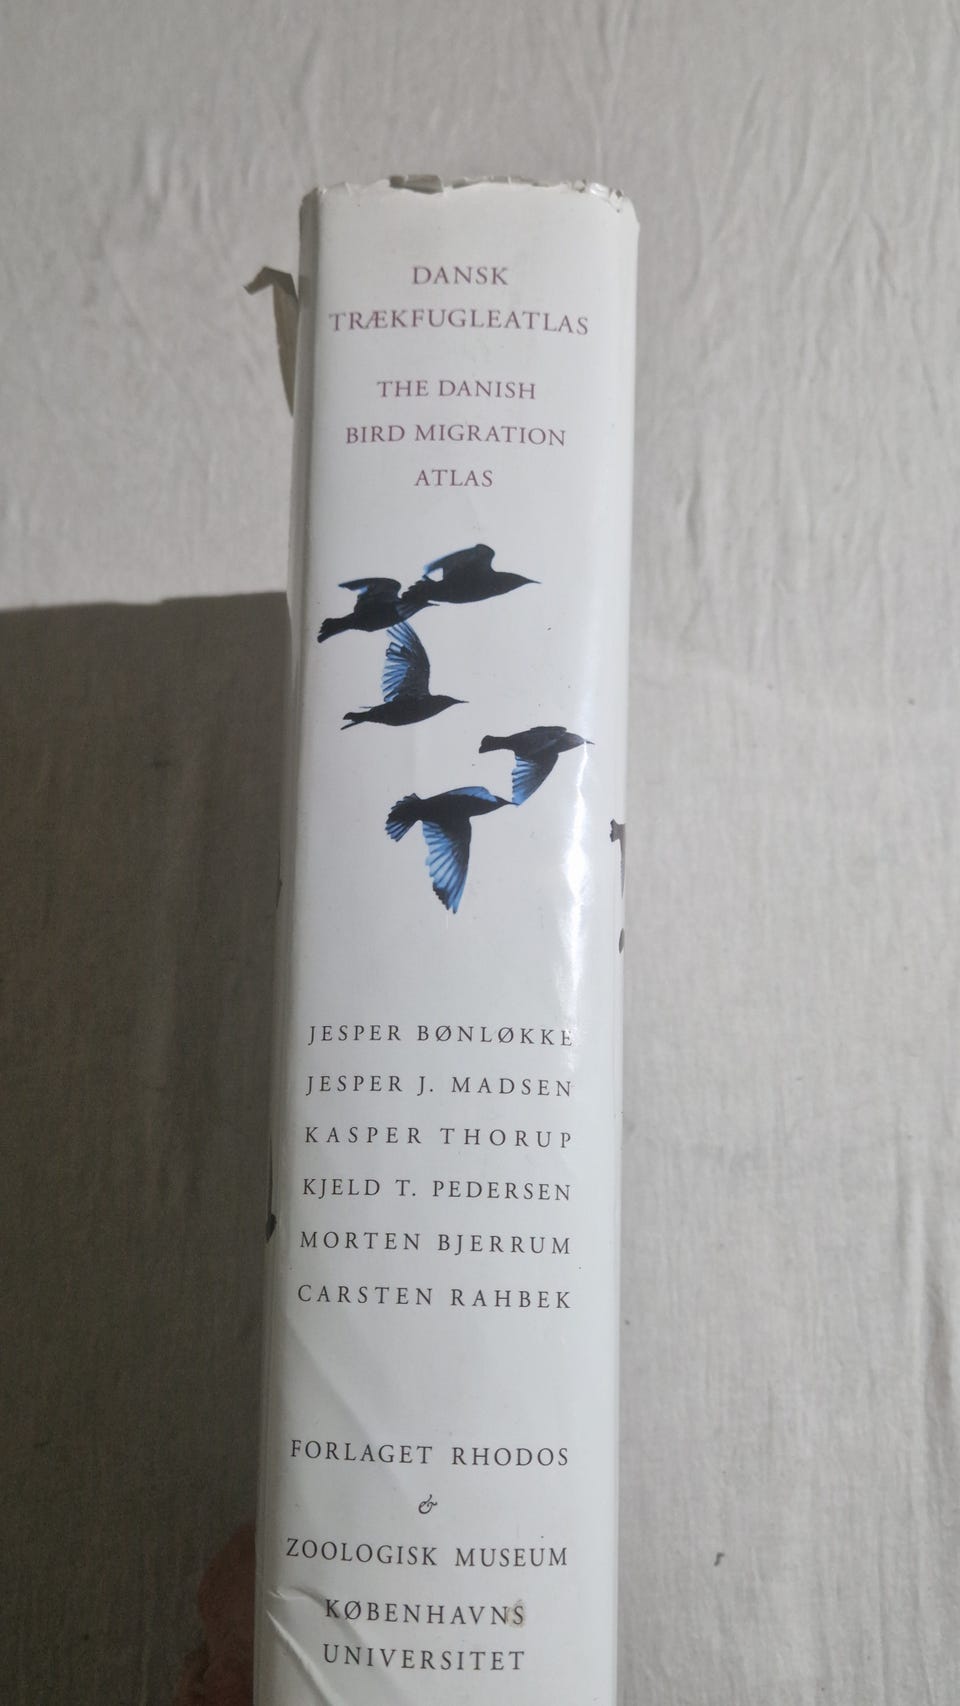 DANSK
TRÆKFUGLEATLAS
THE DANISH
BIRD MIGRATION
ATLAS
JESPER BØNLØKKE
JESPER J. MADSEN
KASPER THORUP
KJELD T. PEDERSEN
MORTEN BJERRUM
CARSTEN RAHBEK
FORLAGET RHODOS
&
ZOOLOGISK MUSEUM
KØBENHAVNS
UNIVERSITET